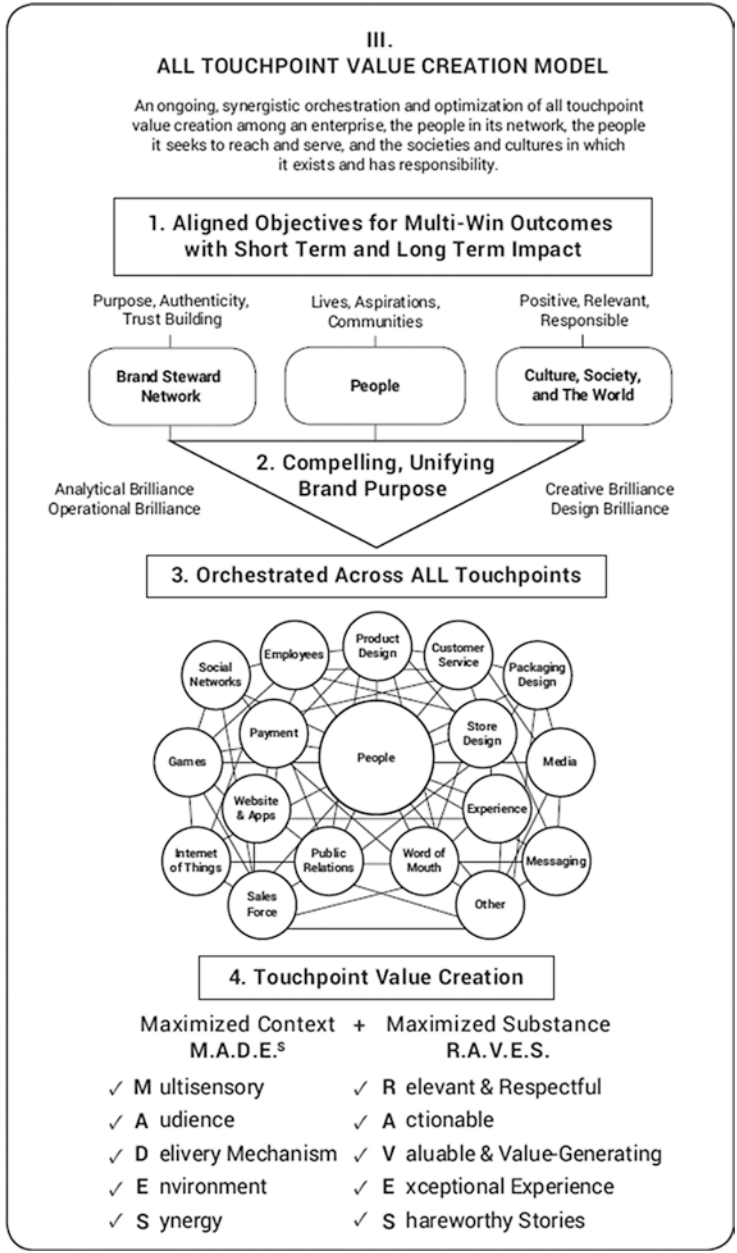 III.
ALL TOUCHPOINT VALUE CREATION MODEL
An ongoing, synergistic orchestration and optimization of all touchpoint
value creation among an enterprise, the people in its network, the people
it seeks to reach and serve, and the societies and cultures in which
it exists and has responsibility.
1. Aligned Objectives for Multi-Win Outcomes
with Short Term and Long Term Impact
Purpose, Authenticity,
Trust Building
Lives, Aspirations,
Communities
Positive, Relevant,
Responsible
Brand Steward
Network
People
Culture, Society,
and The World
2. Compelling, Unifying
Brand Purpose
Analytical Brilliance
Operational Brilliance
Creative Brilliance
Design Brilliance
3. Orchestrated Across ALL Touchpoints
Social
Networks
Employees
Product
Design
Customer
Service
Packaging
Design
Games
Payment
People
Store
Design
Media
Website
& Apps
Experience
Internet
of Things
Public
Relations
Word of
Mouth
Messaging
Sales
Force
Other
4. Touchpoint Value Creation
Maximized Context + Maximized Substance
M.A.D.E.ˢ R.A.V.E.S.
✓ M ultisensory ✓ R elevant & Respectful
✓ A udience ✓ A ctionable
✓ D elivery Mechanism ✓ V aluable & Value-Generating
✓ E nvironment ✓ E xceptional Experience
✓ S ynergy ✓ S hareworthy Stories